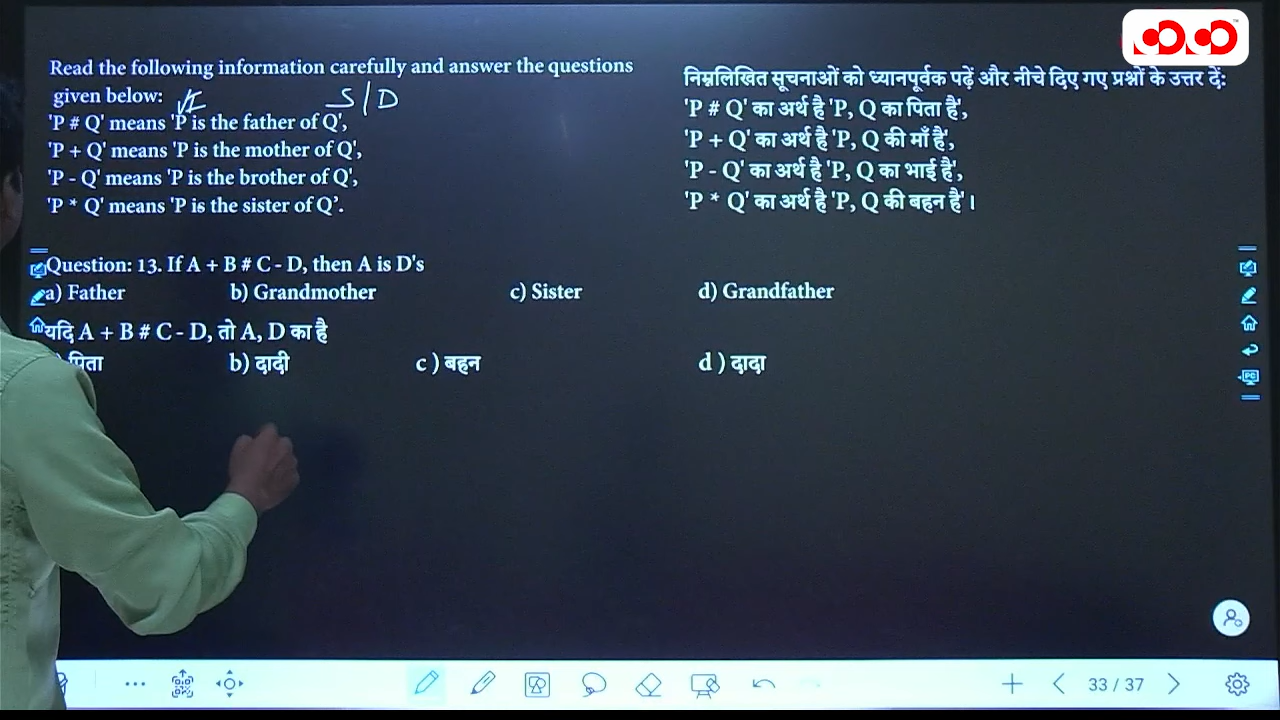 Read the following information carefully and answer the questions
given below:
S/D
'P # Q' means 'P is the father of Q',
'P + Q' means 'P is the mother of Q',
'P - Q' means 'P is the brother of Q',
'P * Q' means 'P is the sister of Q’.
निम्नलिखित सूचनाओं को ध्यानपूर्वक पढ़ें और नीचे दिए गए प्रश्नों के उत्तर दें:
'P # Q' का अर्थ है 'P, Q का पिता है',
'P + Q' का अर्थ है 'P, Q की माँ है',
'P - Q' का अर्थ है 'P, Q का भाई है',
'P * Q' का अर्थ है 'P, Q की बहन है'।
Question: 13. If A + B # C - D, then A is D's
a) Father b) Grandmother c) Sister d) Grandfather
यदि A + B # C - D, तो A, D का है
) पिता b) दादी c ) बहन d ) दादा
PC
33 / 37